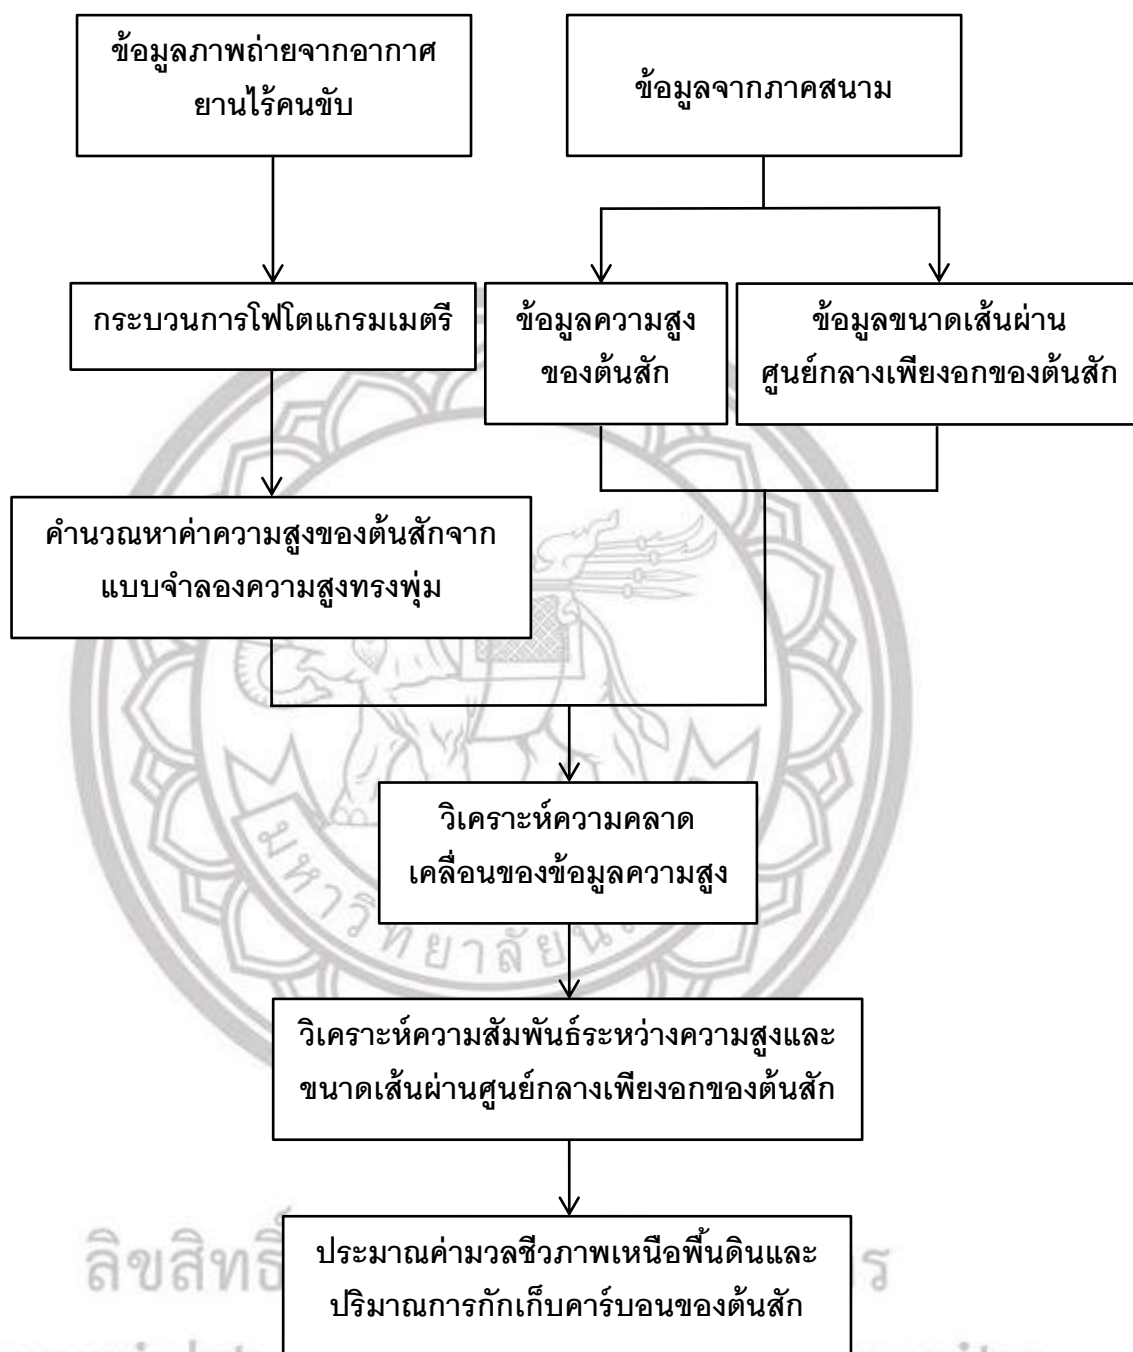 ข้อมูลภาพถ่ายจากอากาศ
ยานไร้คนขับ
ข้อมูลจากภาคสนาม
กระบวนการโฟโตแกรมเมตรี
ข้อมูลความสูง
ของต้นสัก
ข้อมูลขนาดเส้นผ่าน
ศูนย์กลางเพียงอกของต้นสัก
คำนวณหาค่าความสูงของต้นสักจาก
แบบจำลองความสูงทรงพุ่ม
วิเคราะห์ความคลาด
เคลื่อนของข้อมูลความสูง
มหาวิทยาลัยน
วิเคราะห์ความสัมพันธ์ระหว่างความสูงและ
ขนาดเส้นผ่านศูนย์กลางเพียงอกของต้นสัก
ลิขสิทธิ์ ร
ประมาณค่ามวลชีวภาพเหนือพื้นดินและ
ปริมาณการกักเก็บคาร์บอนของต้นสัก